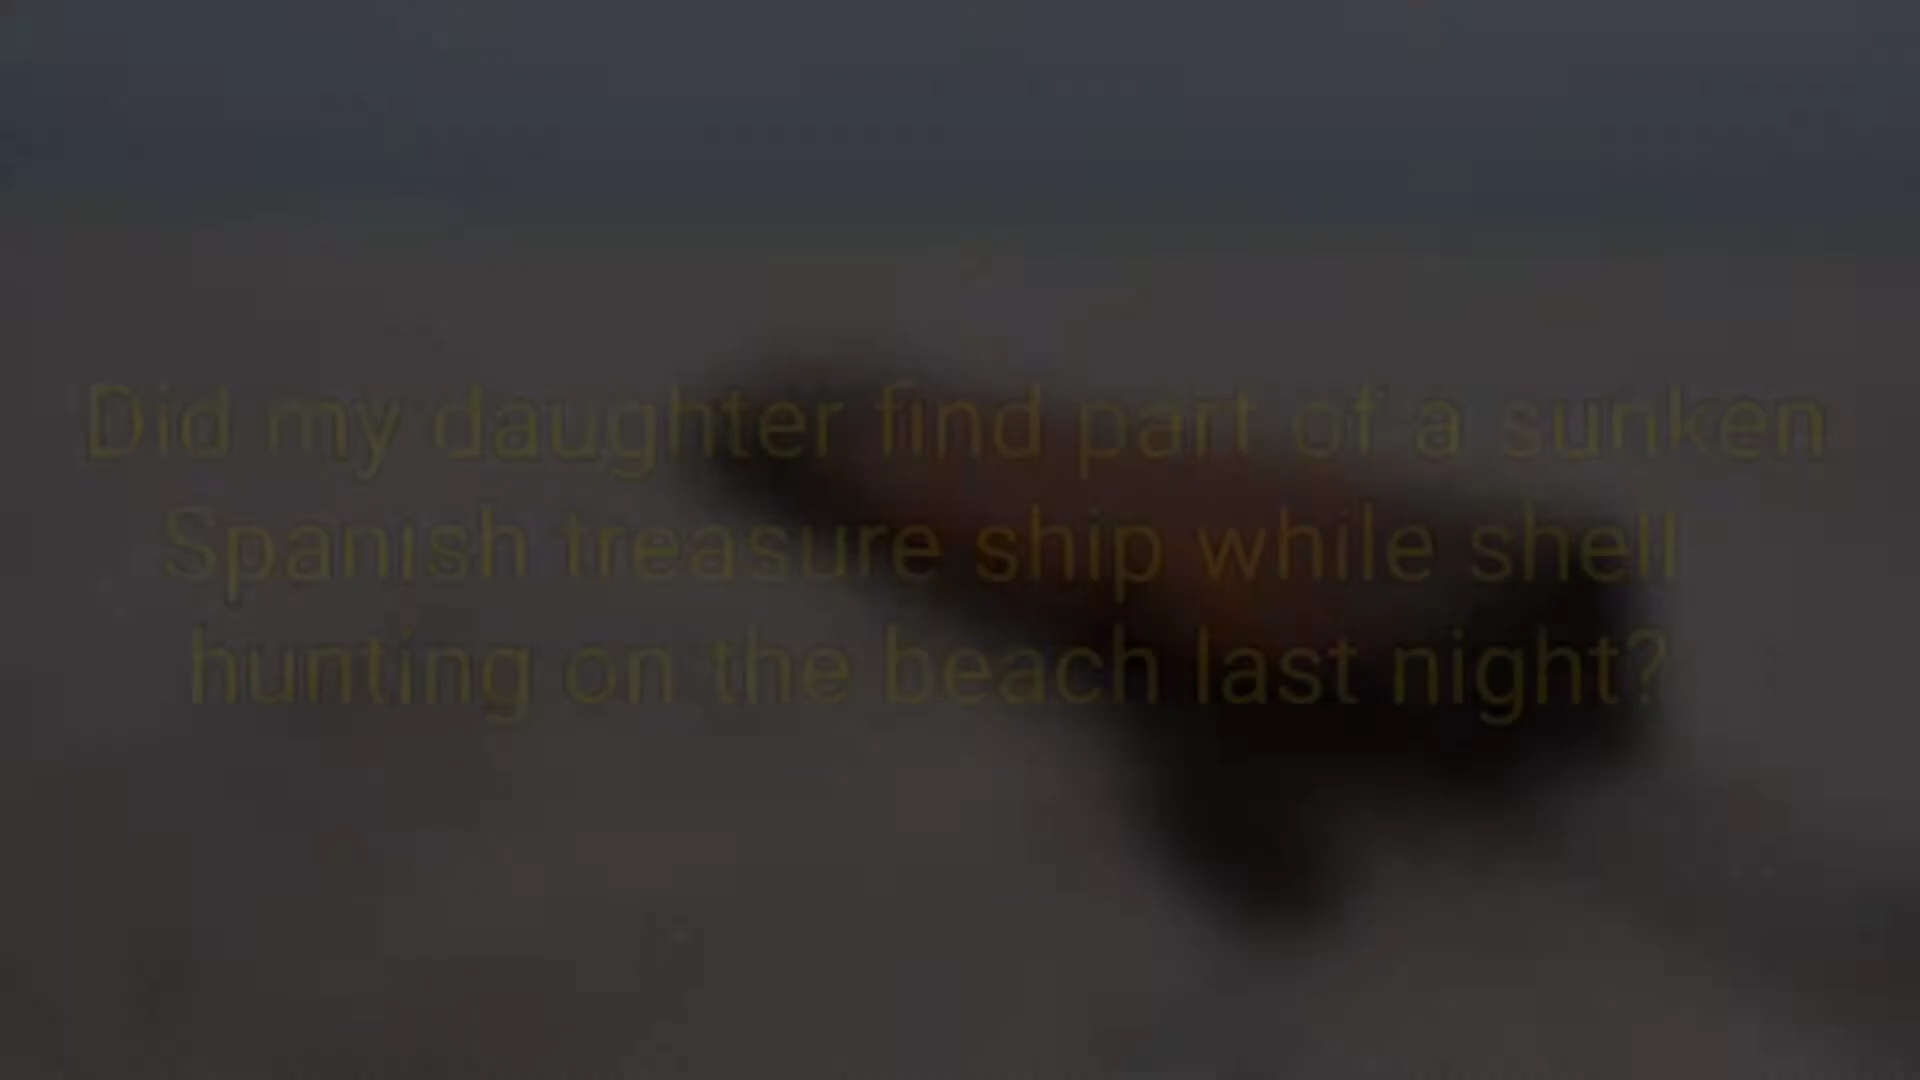 Did my daughter find part of a sunken
Spanish treasure ship while shell
hunting on the beach last night?